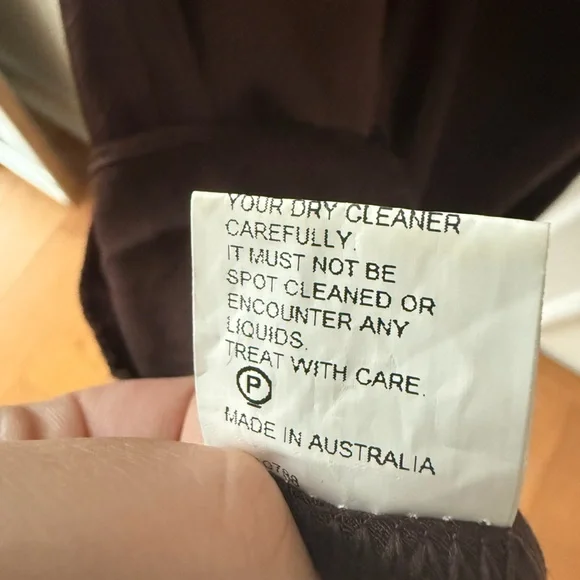 YOUR DRY CLEANER
CAREFULLY.
IT MUST NOT BE
SPOT CLEANED OR
ENCOUNTER ANY
LIQUIDS.
TREAT WITH CARE.
P
MADE IN AUSTRALIA